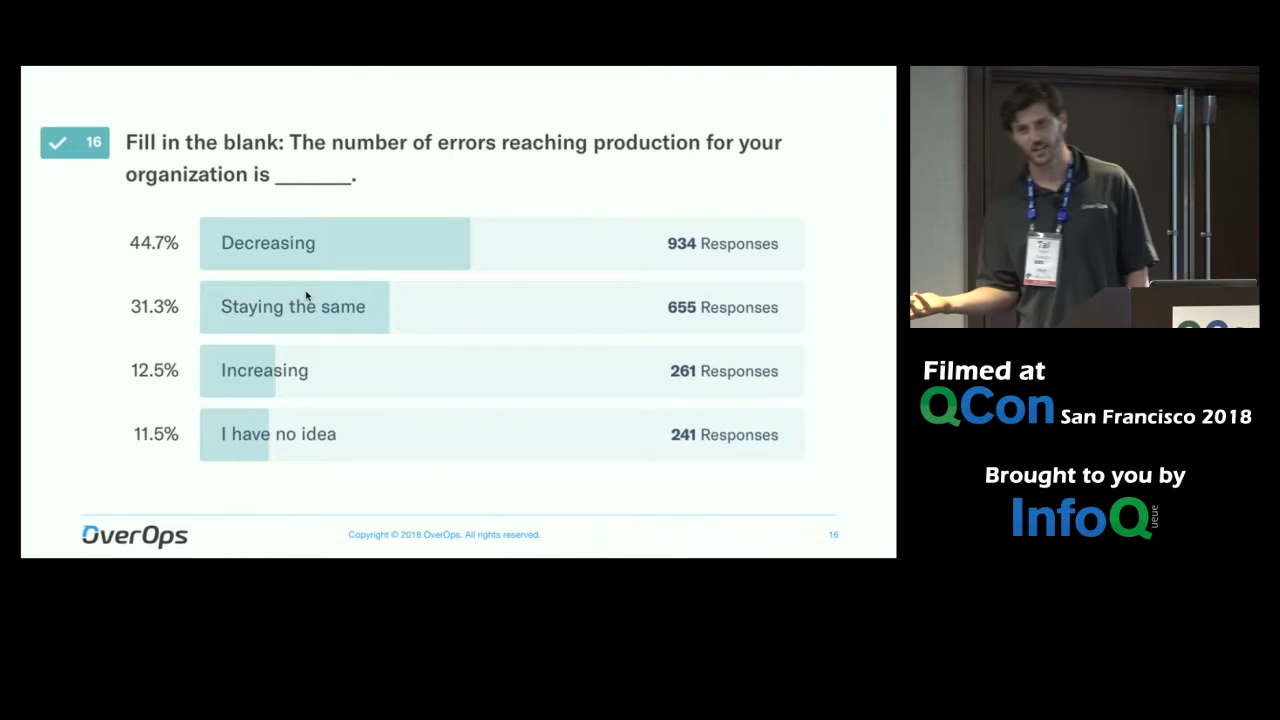 16
Fill in the blank: The number of errors reaching production for your
organization is _______.
44.7% Decreasing 934 Responses
31.3% Staying the same 655 Responses
12.5% Increasing 261 Responses
11.5% I have no idea 241 Responses
OverOps
Copyright © 2018 OverOps. All rights reserved.
16
OverOps
Tal
Filmed at
QCon San Francisco 2018
Brought to you by
InfoQ
ueue